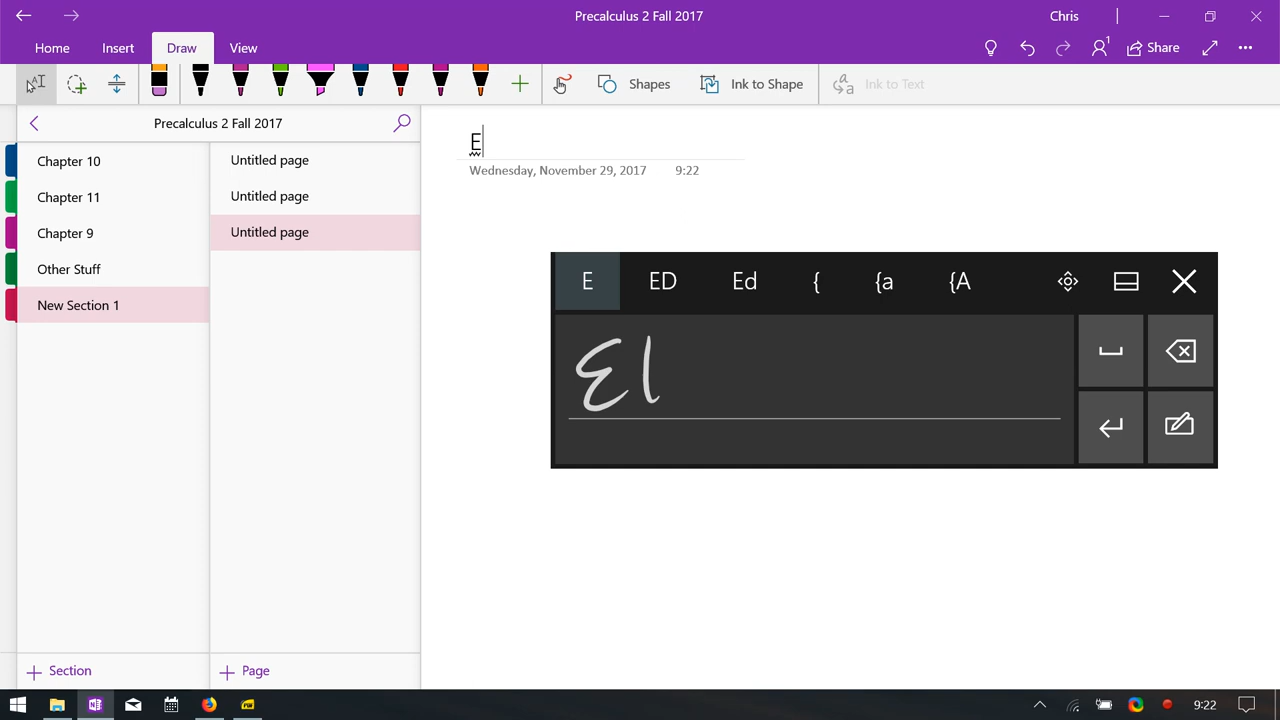 Precalculus 2 Fall 2017
Chris
Home
Insert
Draw
View
Share
Shapes
Ink to Shape
Ink to Text
Precalculus 2 Fall 2017
Chapter 10
Chapter 11
Chapter 9
Other Stuff
New Section 1
Untitled page
Untitled page
Untitled page
E
Wednesday, November 29, 2017 9:22
E ED Ed { {a {A
El
+ Section
+ Page
9:22